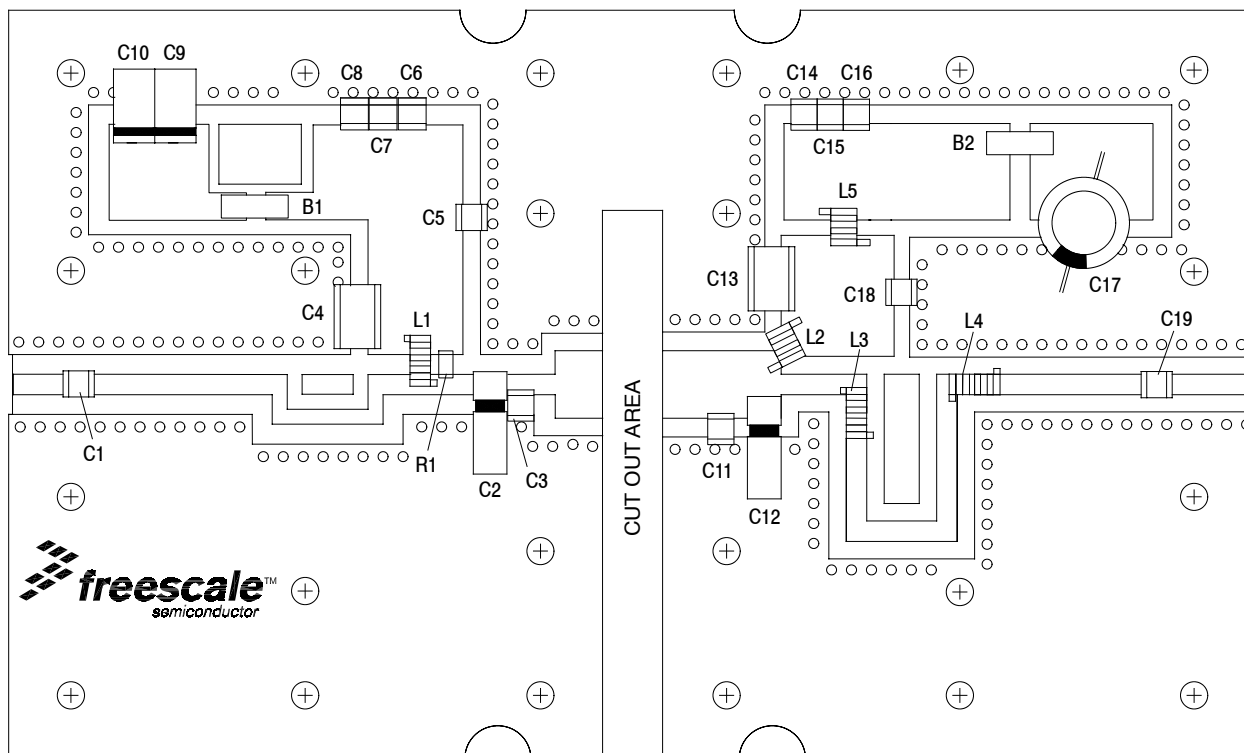 C10 C9
C8 C6
C7
B1
C5
C4
L1
C1
R1
C2
C3
CUT OUT AREA
C14 C16
C15
B2
L5
C13
C18
C17
L2
L3
L4
C19
C11
C12
freescale™
semiconductor